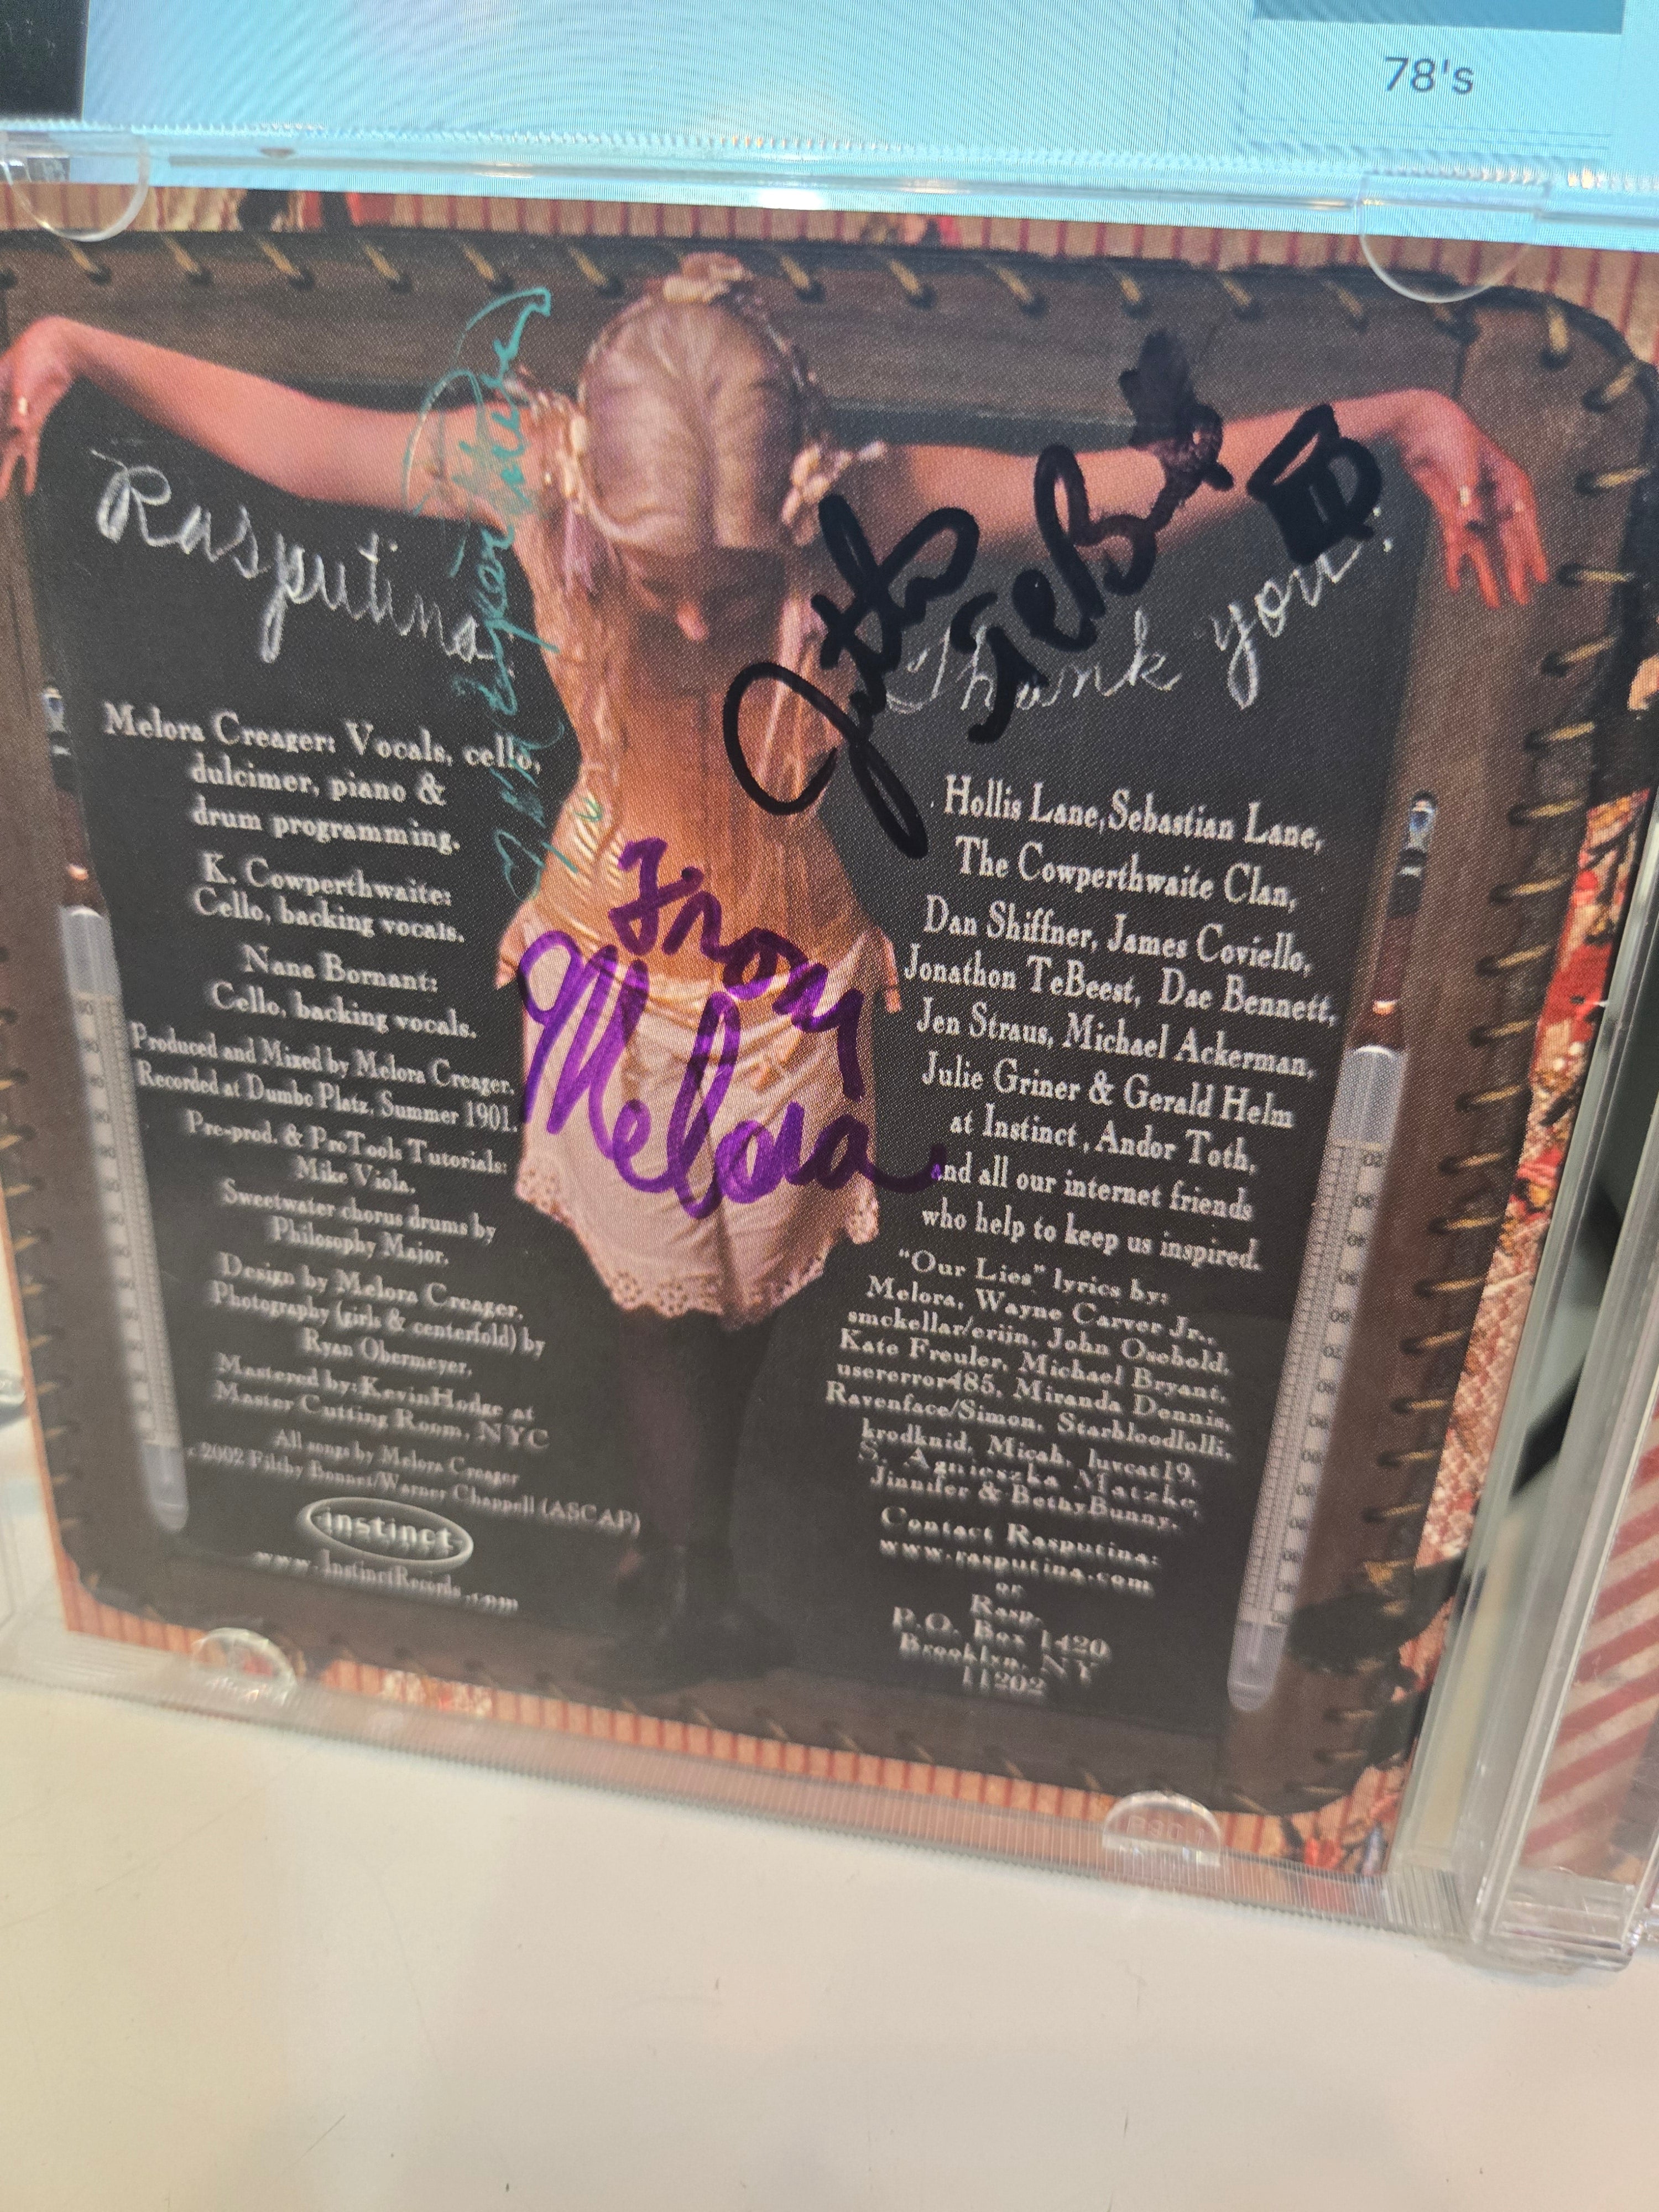 78's
Rasputina:
Thank you:
Melora Creager: Vocals, cello,
dulcimer, piano &
drum programming.
K. Cowperthwaite:
Cello, backing vocals.
Nana Bornant:
Cello, backing vocals.
Produced and Mixed by Melora Creager.
Recorded at Dumbo Platz, Summer 1901.
Pre-prod. & ProTools Tutorials:
Mike Viola.
Sweetwater chorus drums by
Philosophy Major.
Design by Melora Creager.
Photography (girls & centerfold) by
Ryan Obermeyer.
Mastered by: Kevin Hodge at
Master Cutting Room, NYC
All songs by Melora Creager
c 2002 Filthy Bonnet/Warner Chappell (ASCAP)
instinct
www.InstinctRecords.com
From
Melora
Hollis Lane, Sebastian Lane,
The Cowperthwaite Clan,
Dan Shiffner, James Coviello,
Jonathon TeBeest, Dae Bennett,
Jen Straus, Michael Ackerman,
Julie Griner & Gerald Helm
at Instinct, Andor Toth,
and all our internet friends
who help to keep us inspired.
"Our Lies" lyrics by:
Melora, Wayne Carver Jr.,
smckellar/erijn, John Osebold,
Kate Freuler, Michael Bryant,
usererror485, Miranda Dennis,
Ravenface/Simon, Starbloodlolli,
krodknid, Micah, luvcat19,
S. Agnieszka Matzke,
Jinnifer & BethyBunny.
Contact Rasputina:
www.rasputina.com
or
Rasp.
P.O. Box 1420
Brooklyn, NY
11202